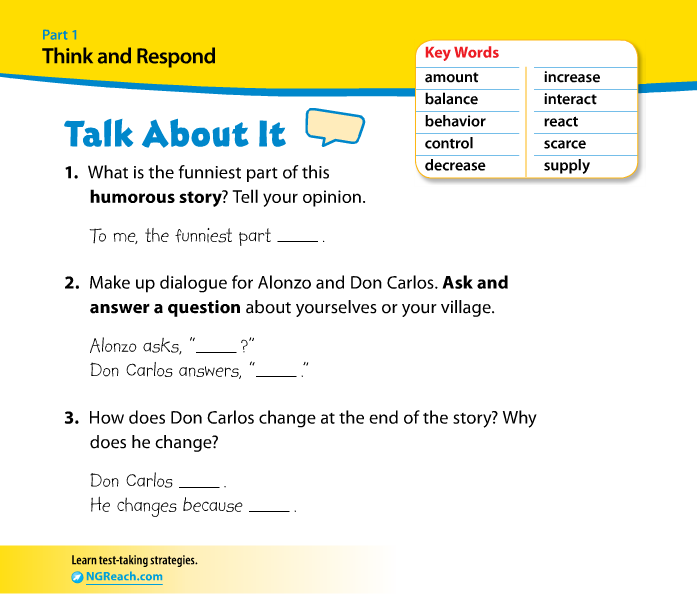 Part 1
Think and Respond
Key Words
amount increase
balance interact
behavior react
control scarce
decrease supply
Talk About It
1. What is the funniest part of this
humorous story? Tell your opinion.
To me, the funniest part _____ .
2. Make up dialogue for Alonzo and Don Carlos. Ask and
answer a question about yourselves or your village.
Alonzo asks, “_____ ?”
Don Carlos answers, “_____ .”
3. How does Don Carlos change at the end of the story? Why
does he change?
Don Carlos _____ .
He changes because _____ .
Learn test-taking strategies.
NGReach.com